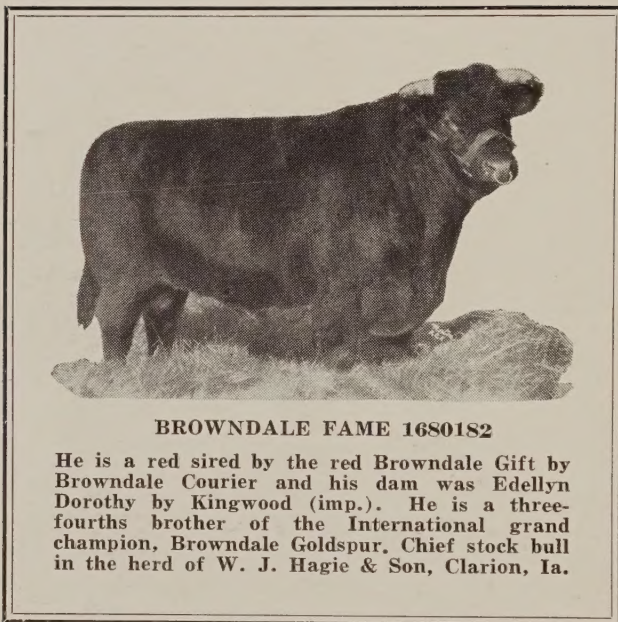 BROWNDALE FAME 1680182
He is a red sired by the red Browndale Gift by
Browndale Courier and his dam was Edellyn
Dorothy by Kingwood (imp.). He is a three-
fourths brother of the International grand
champion, Browndale Goldspur. Chief stock bull
in the herd of W. J. Hagie & Son, Clarion, Ia.